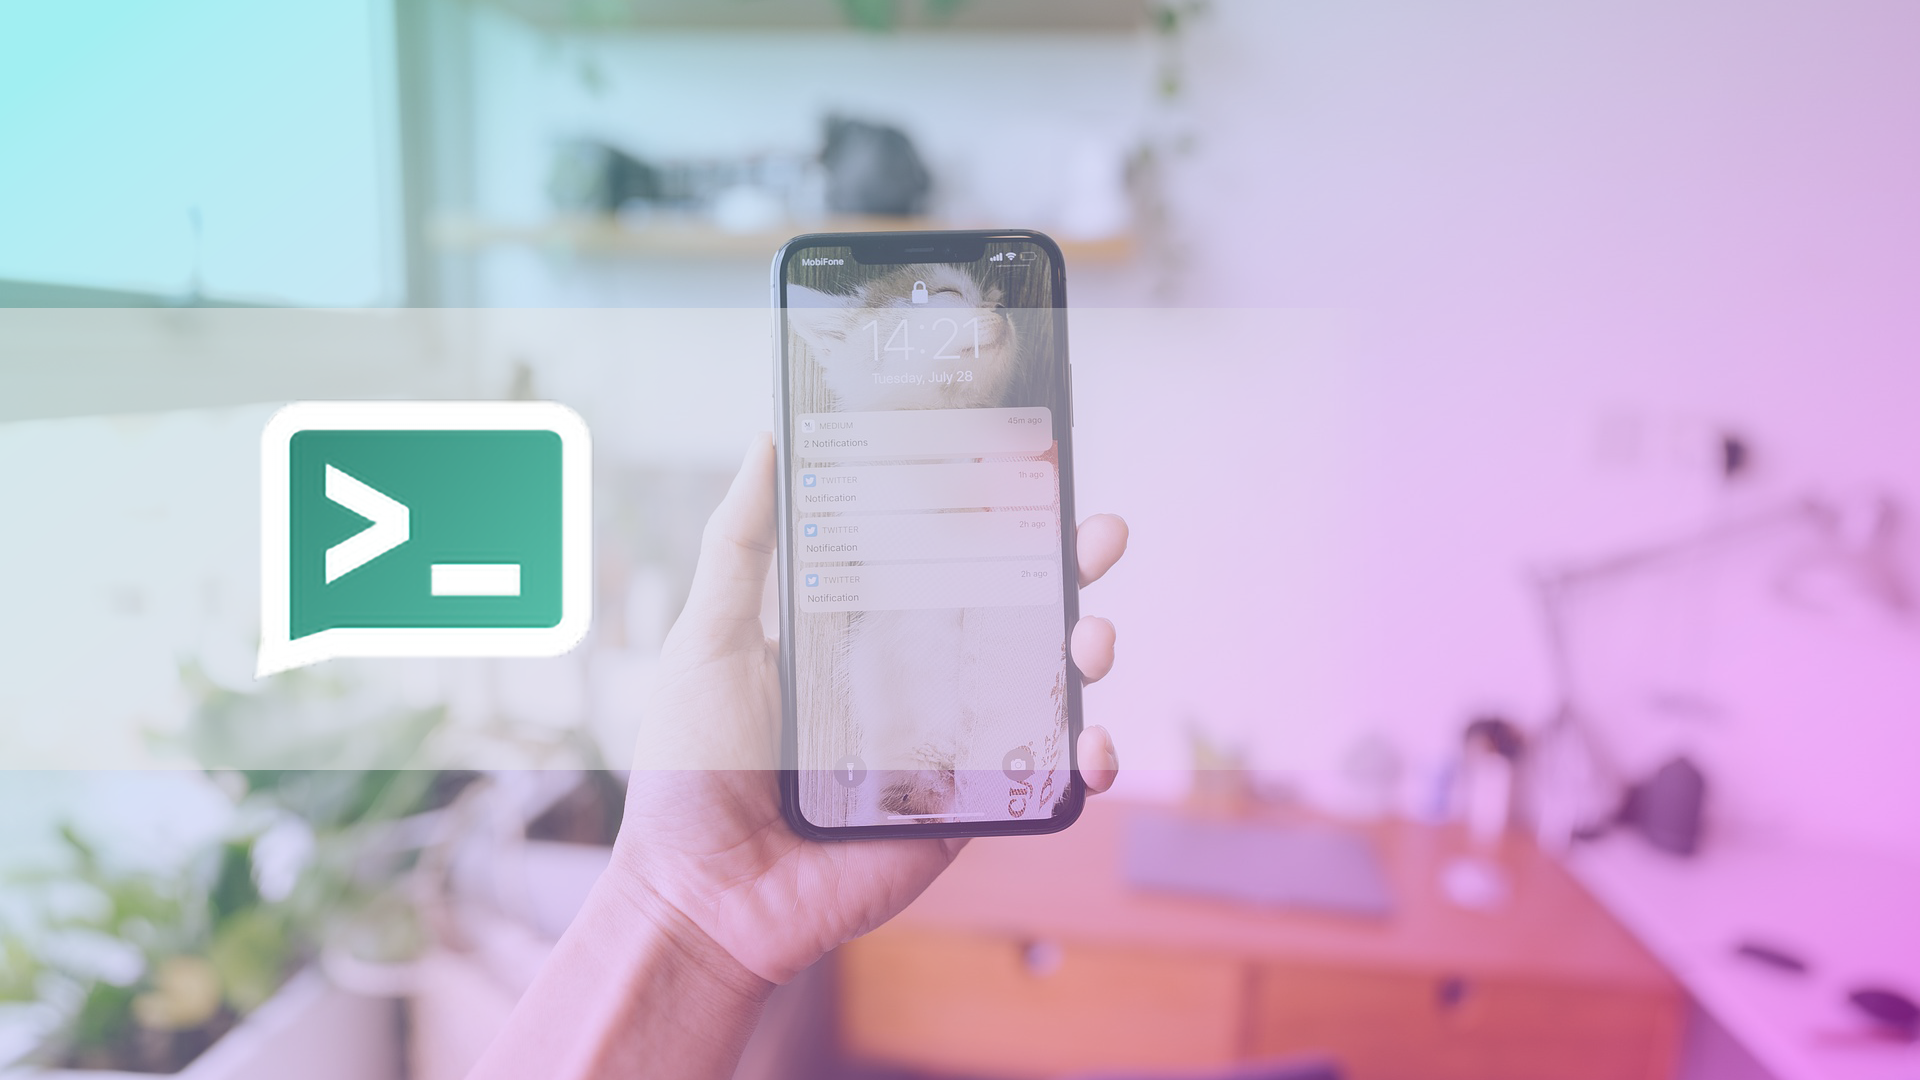 MobiFone
14:21
Tuesday, July 28
MEDIUM
45m ago
2 Notifications
TWITTER
1h ago
Notification
TWITTER
2h ago
Notification
TWITTER
2h ago
Notification
>_